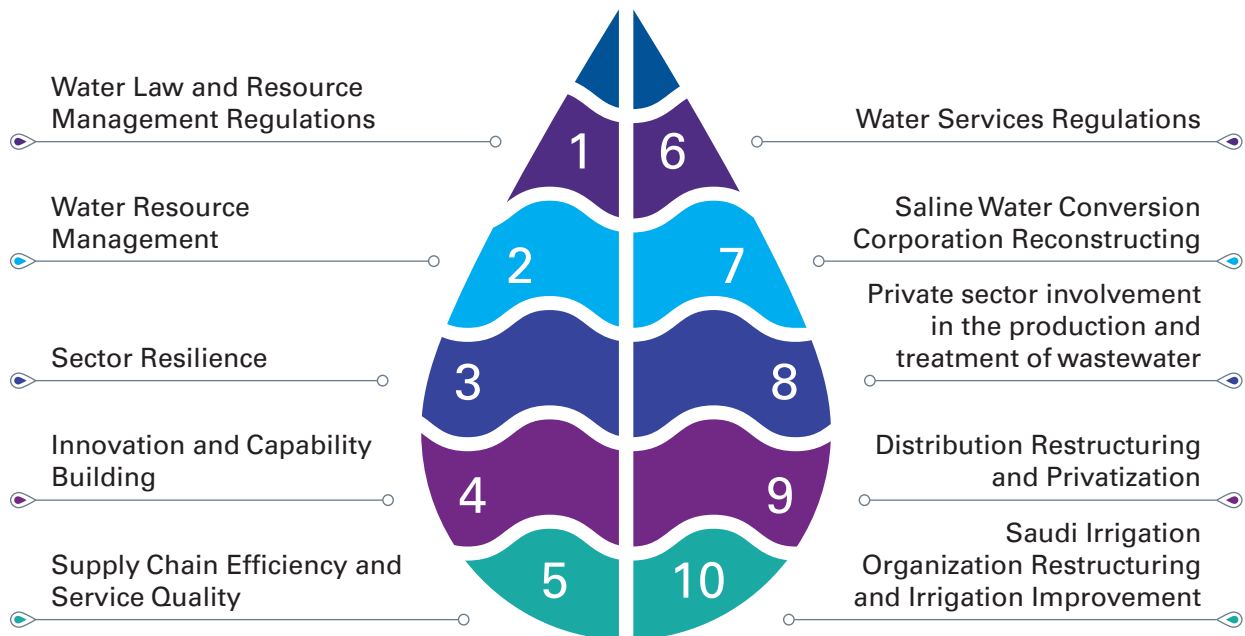 Water Law and Resource
Management Regulations
1
Water Resource
Management
2
Sector Resilience
3
Innovation and Capability
Building
4
Supply Chain Efficiency and
Service Quality
5
6
Water Services Regulations
7
Saline Water Conversion
Corporation Reconstructing
8
Private sector involvement
in the production and
treatment of wastewater
9
Distribution Restructuring
and Privatization
10
Saudi Irrigation
Organization Restructuring
and Irrigation Improvement